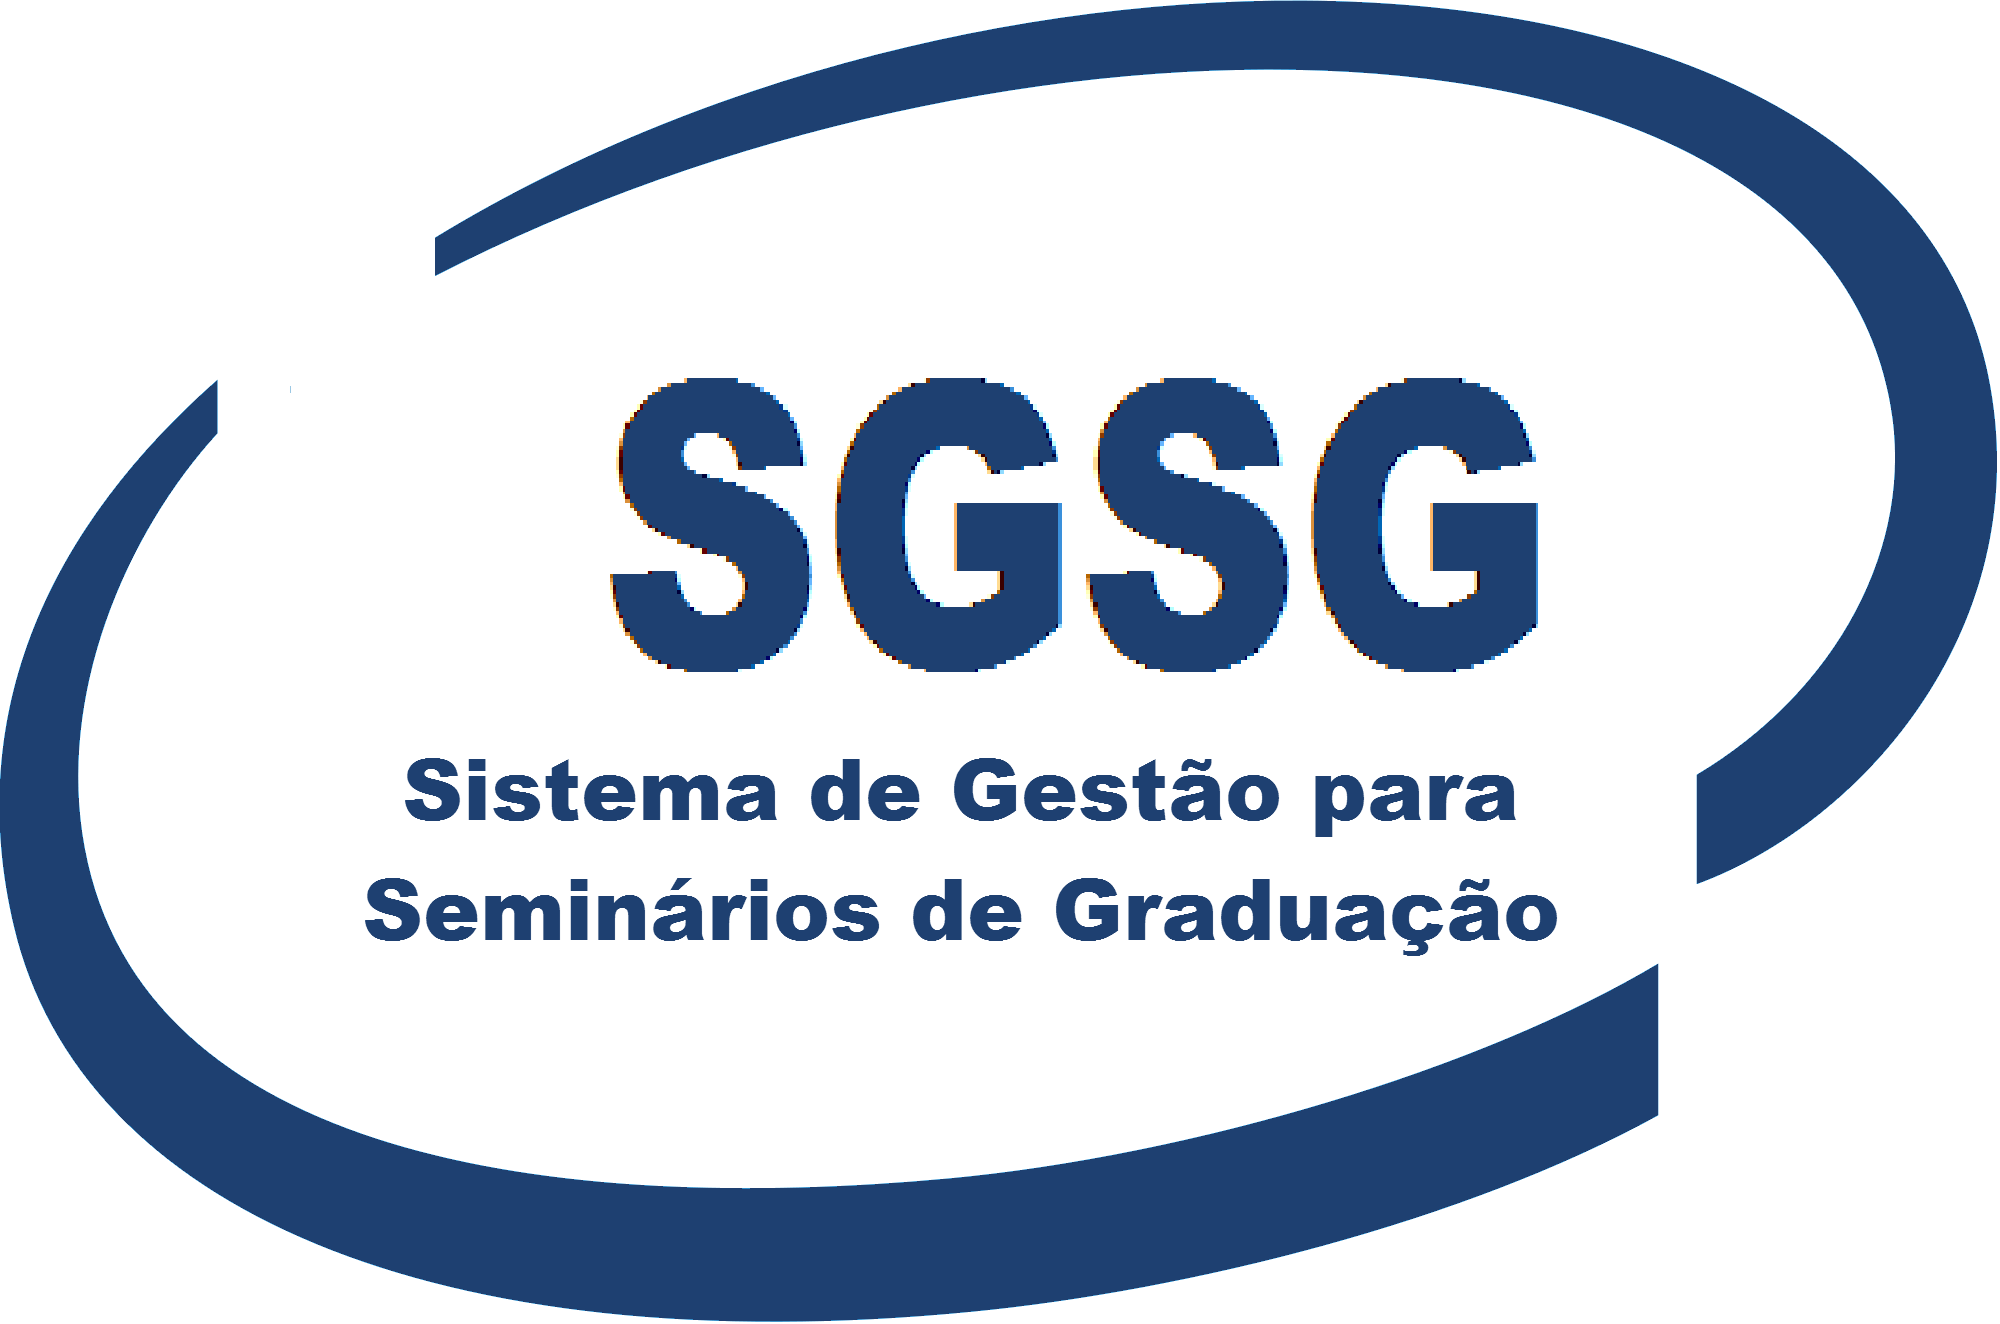 SGSG
Sistema de Gestão para
Seminários de Graduação